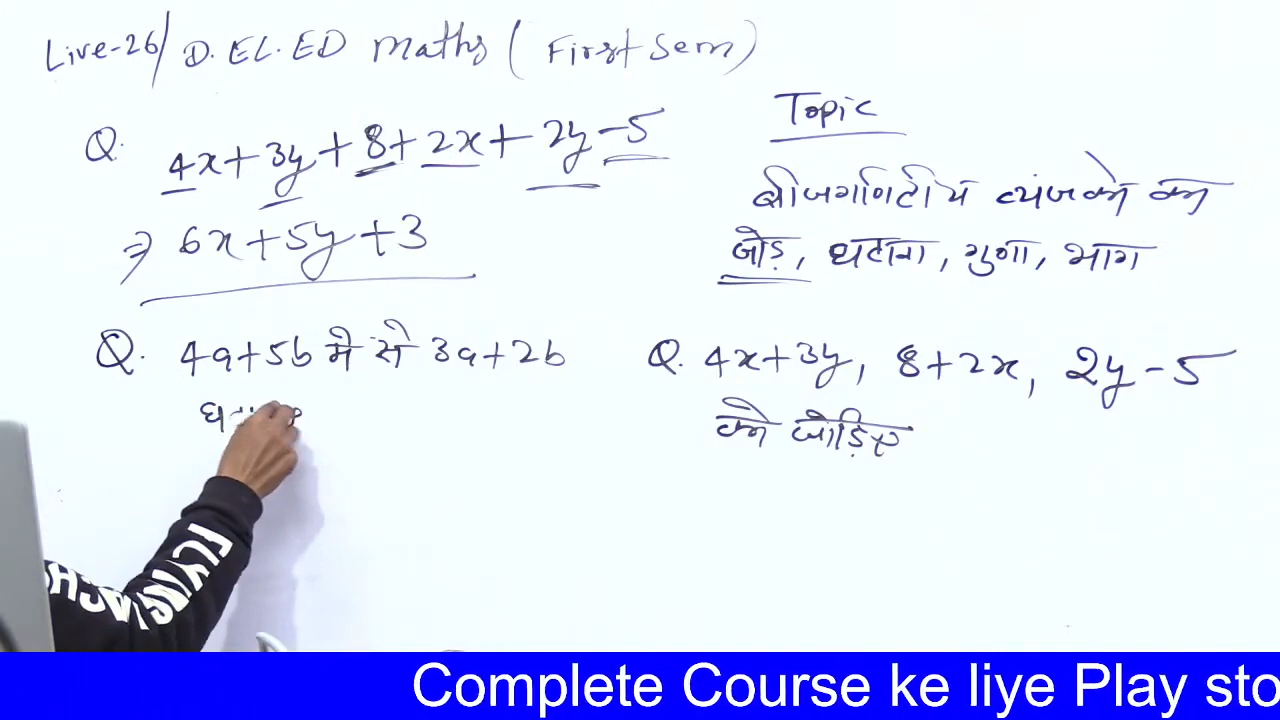 Live-26/ D.EL.ED Maths ( First Sem )
Q. 4x+3y+8+2x+2y-5
⇒ 6x+5y+3
Topic
बीजगणितीय व्यंजको का
जोड़, घटाना, गुणा, भाग
Q. 4a+5b मे से 3a+2b
Q. 4x+3y, 8+2x, 2y-5
को जोड़िए
FLYING
Complete Course ke liye Play sto